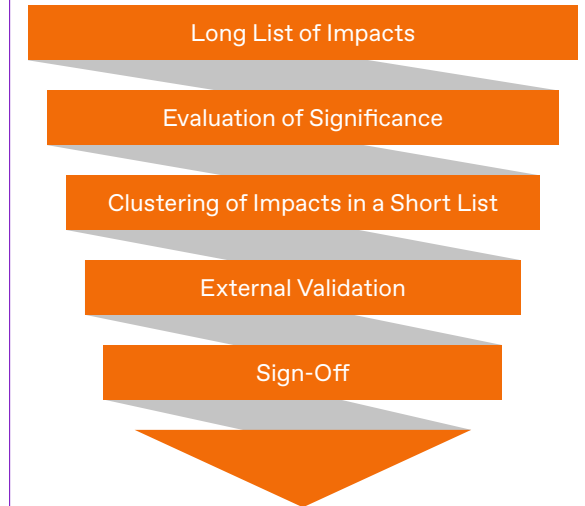 Long List of Impacts
Evaluation of Significance
Clustering of Impacts in a Short List
External Validation
Sign-Off